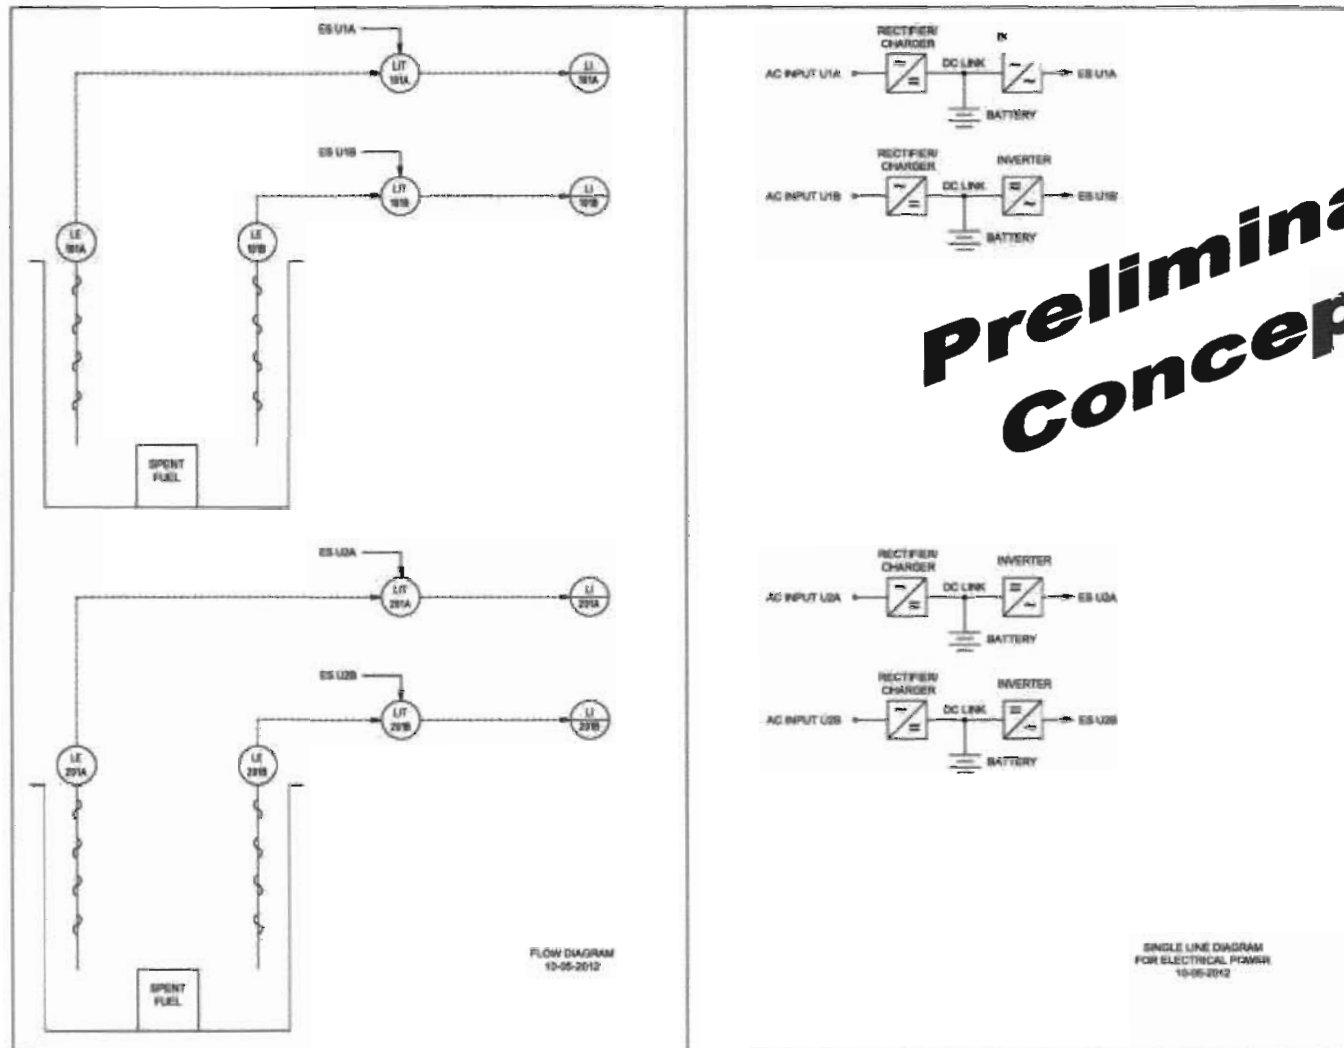 ES U1A
LIT
101A
LI
101A
ES U1B
LIT
101B
LI
101B
LE
101A
LE
101B
SPENT
FUEL
ES U2A
LIT
201A
LI
201A
ES U2B
LIT
201B
LI
201B
LE
201A
LE
201B
SPENT
FUEL
FLOW DIAGRAM
10-05-2012
RECTIFIER/
CHARGER
AC INPUT U1A
DC LINK
ES U1A
BATTERY
RECTIFIER/
CHARGER
INVERTER
AC INPUT U1B
DC LINK
ES U1B
BATTERY
Prelimina
Concep
RECTIFIER/
CHARGER
INVERTER
AC INPUT U2A
DC LINK
ES U2A
BATTERY
RECTIFIER/
CHARGER
INVERTER
AC INPUT U2B
DC LINK
ES U2B
BATTERY
SINGLE LINE DIAGRAM
FOR ELECTRICAL POWER
10-05-2012